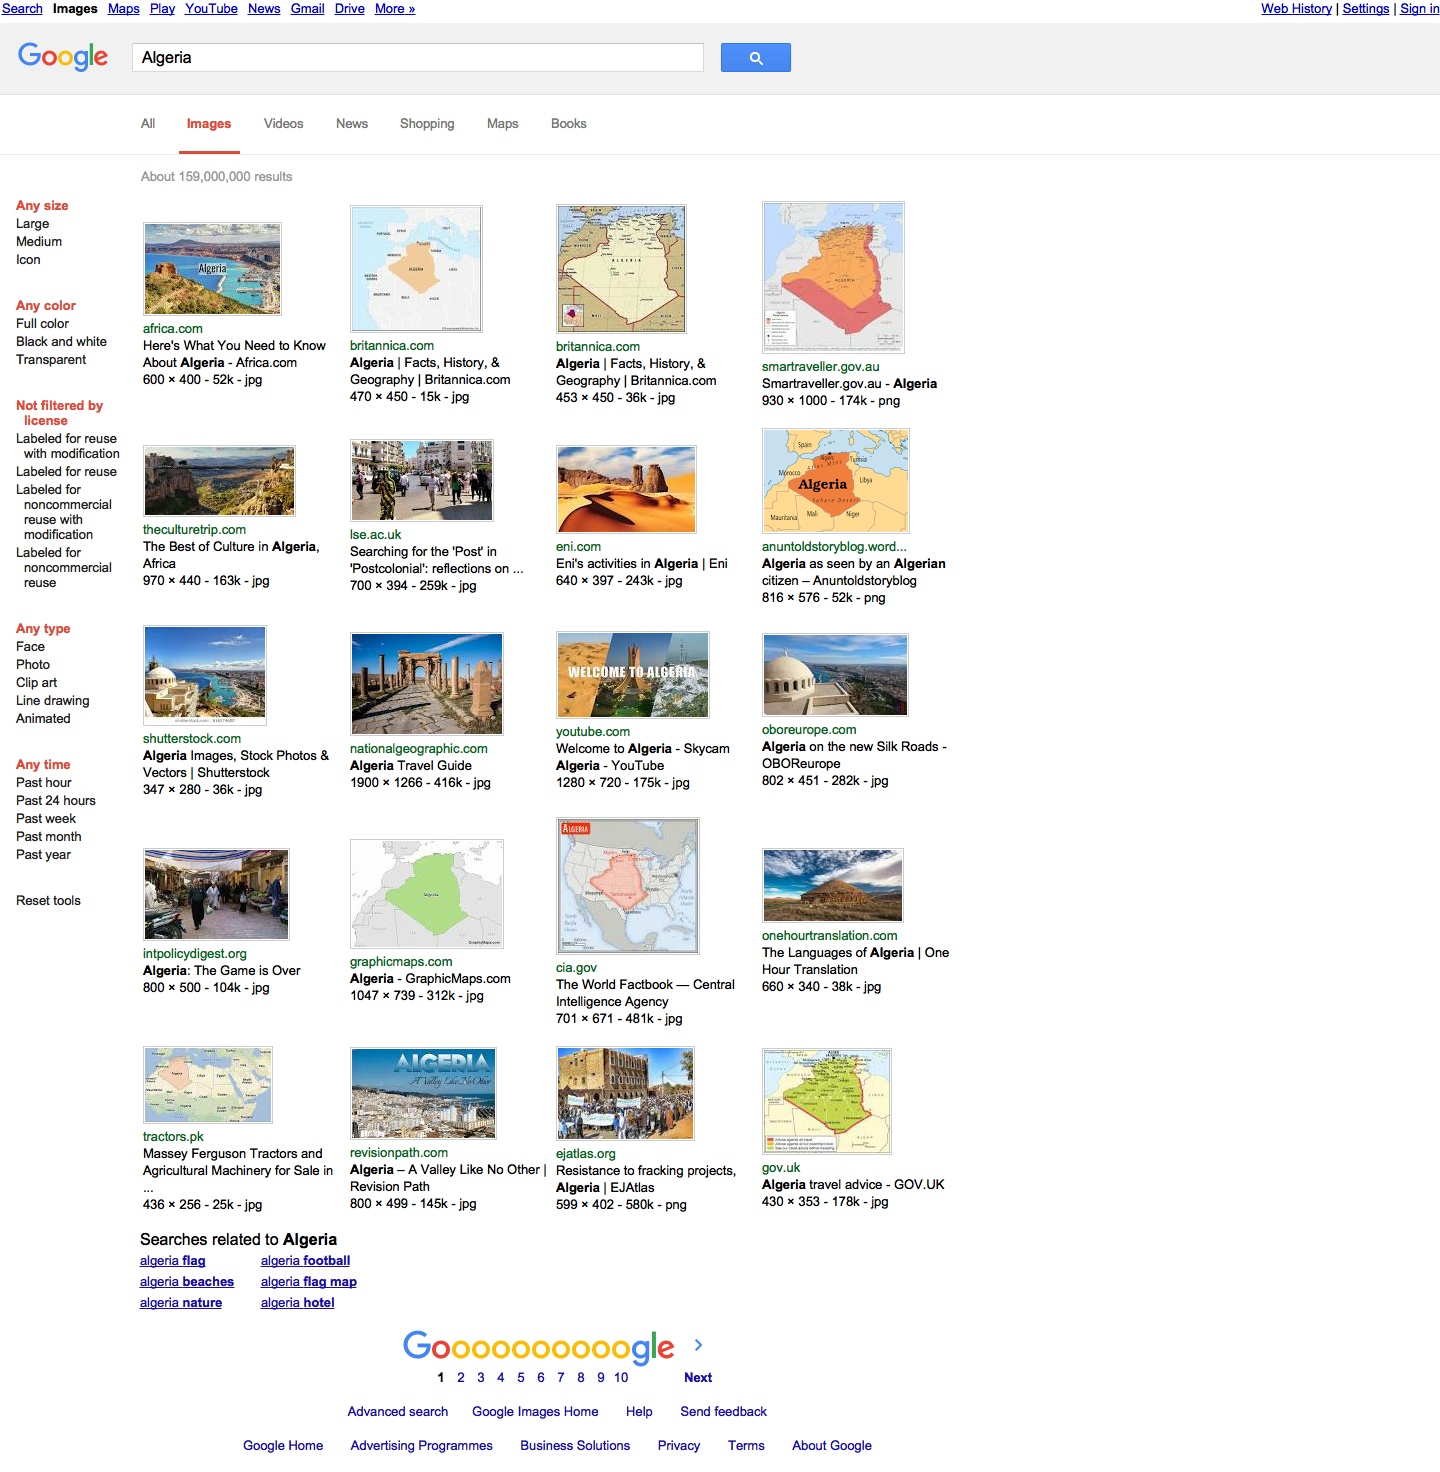 Search Images Maps Play YouTube News Gmail Drive More »
Web History | Settings | Sign in
Google
Algeria
All Images Videos News Shopping Maps Books
About 159,000,000 results
Any size
Large
Medium
Icon
Any color
Full color
Black and white
Transparent
Not filtered by
license
Labeled for reuse
with modification
Labeled for reuse
Labeled for
noncommercial
reuse with
modification
Labeled for
noncommercial
reuse
Any type
Face
Photo
Clip art
Line drawing
Animated
Any time
Past hour
Past 24 hours
Past week
Past month
Past year
Reset tools
Algeria
africa.com
Here's What You Need to Know
About Algeria - Africa.com
600 × 400 - 52k - jpg
britannica.com
Algeria | Facts, History, &
Geography | Britannica.com
470 × 450 - 15k - jpg
ALGERIA
britannica.com
Algeria | Facts, History, &
Geography | Britannica.com
453 × 450 - 36k - jpg
smartraveller.gov.au
Smartraveller.gov.au - Algeria
930 × 1000 - 174k - png
theculturetrip.com
The Best of Culture in Algeria,
Africa
970 × 440 - 163k - jpg
lse.ac.uk
Searching for the 'Post' in
'Postcolonial': reflections on ...
700 × 394 - 259k - jpg
eni.com
Eni's activities in Algeria | Eni
640 × 397 - 243k - jpg
Spain
Tunisia
Morocco
Algeria
Libya
Sahara Desert
Mauritania
Mali
Niger
anuntoldstoryblog.word...
Algeria as seen by an Algerian
citizen – Anuntoldstoryblog
816 × 576 - 52k - png
shutterstock.com
Algeria Images, Stock Photos &
Vectors | Shutterstock
347 × 280 - 36k - jpg
nationalgeographic.com
Algeria Travel Guide
1900 × 1266 - 416k - jpg
WELCOME TO ALGERIA
youtube.com
Welcome to Algeria - Skycam
Algeria - YouTube
1280 × 720 - 175k - jpg
oboreurope.com
Algeria on the new Silk Roads -
OBOReurope
802 × 451 - 282k - jpg
intpolicydigest.org
Algeria: The Game is Over
800 × 500 - 104k - jpg
Algeria
GraphicMaps.com
graphicmaps.com
Algeria - GraphicMaps.com
1047 × 739 - 312k - jpg
ALGERIA
cia.gov
The World Factbook — Central
Intelligence Agency
701 × 671 - 481k - jpg
onehourtranslation.com
The Languages of Algeria | One
Hour Translation
660 × 340 - 38k - jpg
tractors.pk
Massey Ferguson Tractors and
Agricultural Machinery for Sale in
...
436 × 256 - 25k - jpg
ALGERIA
A Valley Like No Other
revisionpath.com
Algeria – A Valley Like No Other |
Revision Path
800 × 499 - 145k - jpg
ejatlas.org
Resistance to fracking projects,
Algeria | EJAtlas
599 × 402 - 580k - png
gov.uk
Algeria travel advice - GOV.UK
430 × 353 - 178k - jpg
Searches related to Algeria
algeria flag algeria football
algeria beaches algeria flag map
algeria nature algeria hotel
Goooooooooogle
1 2 3 4 5 6 7 8 9 10 Next
Advanced search Google Images Home Help Send feedback
Google Home Advertising Programmes Business Solutions Privacy Terms About Google